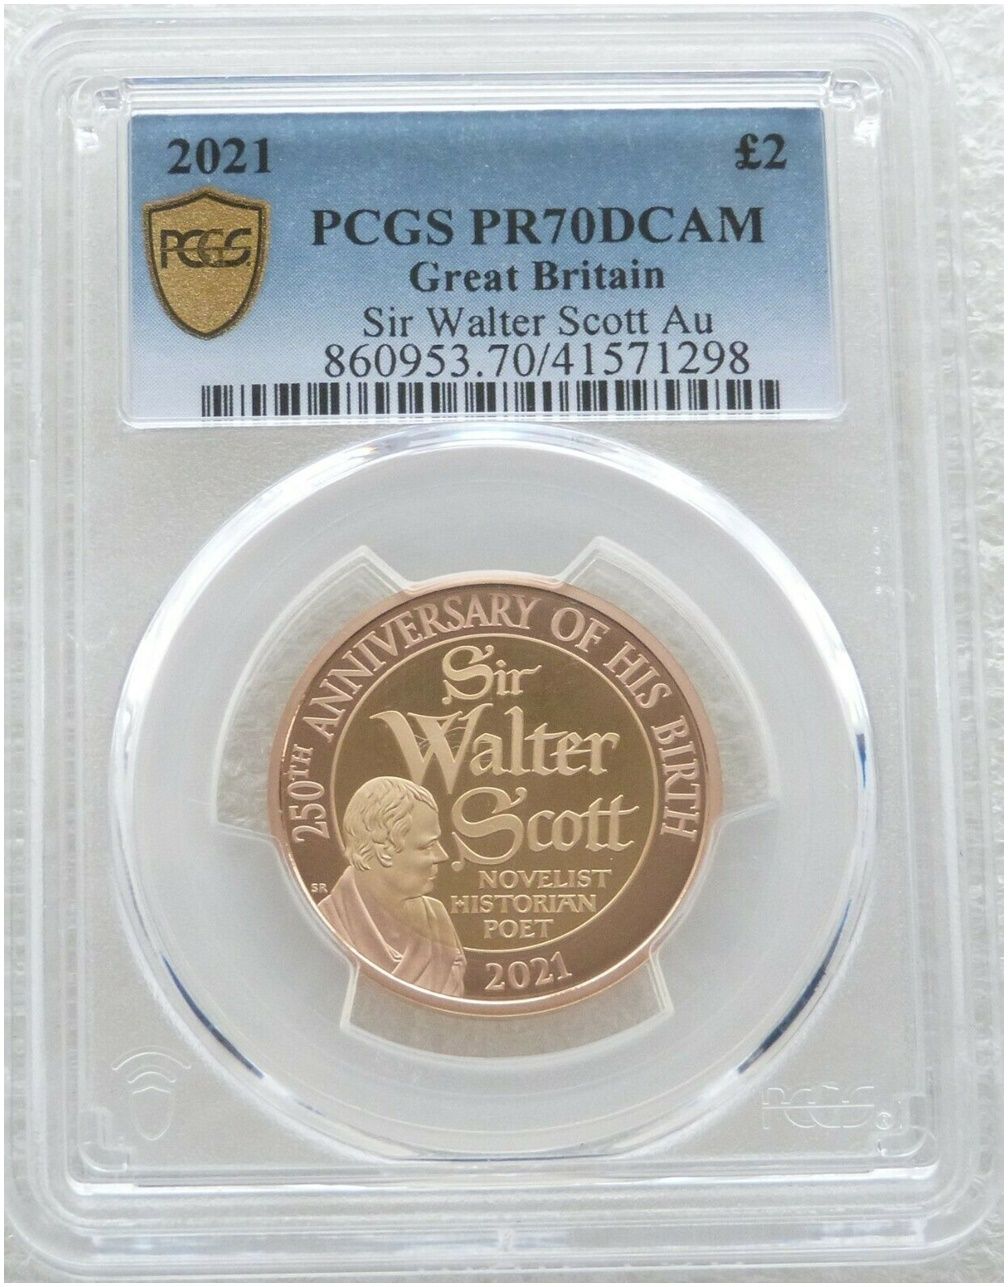 2021 £2
PCGS
PCGS PR70DCAM
Great Britain
Sir Walter Scott Au
860953.70/41571298
250TH ANNIVERSARY OF HIS BIRTH
Sir
Walter
Scott
NOVELIST
HISTORIAN
POET
SR
2021
PCGS